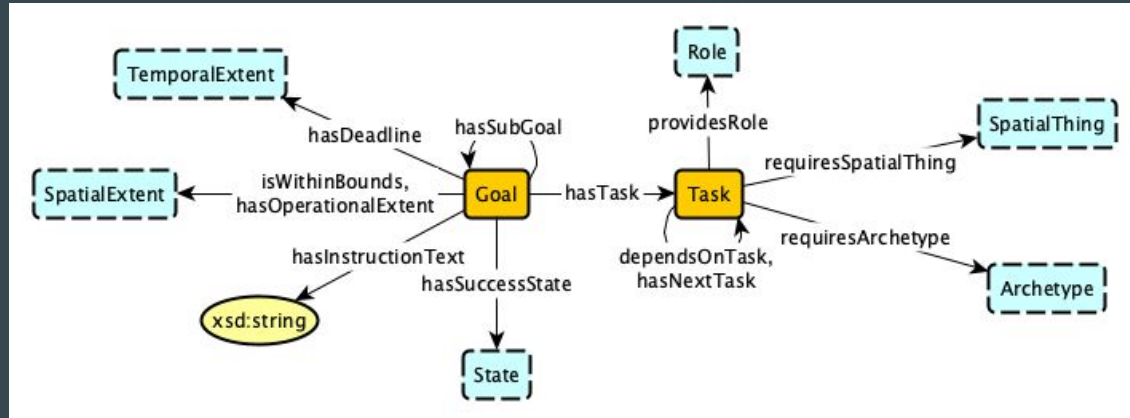 Role
TemporalExtent
SpatialThing
hasDeadline
hasSubGoal
providesRole
requiresSpatialThing
SpatialExtent
isWithinBounds,
hasOperationalExtent
Goal
hasTask
Task
requiresArchetype
hasInstructionText
dependsOnTask,
hasNextTask
hasSuccessState
Archetype
xsd:string
State